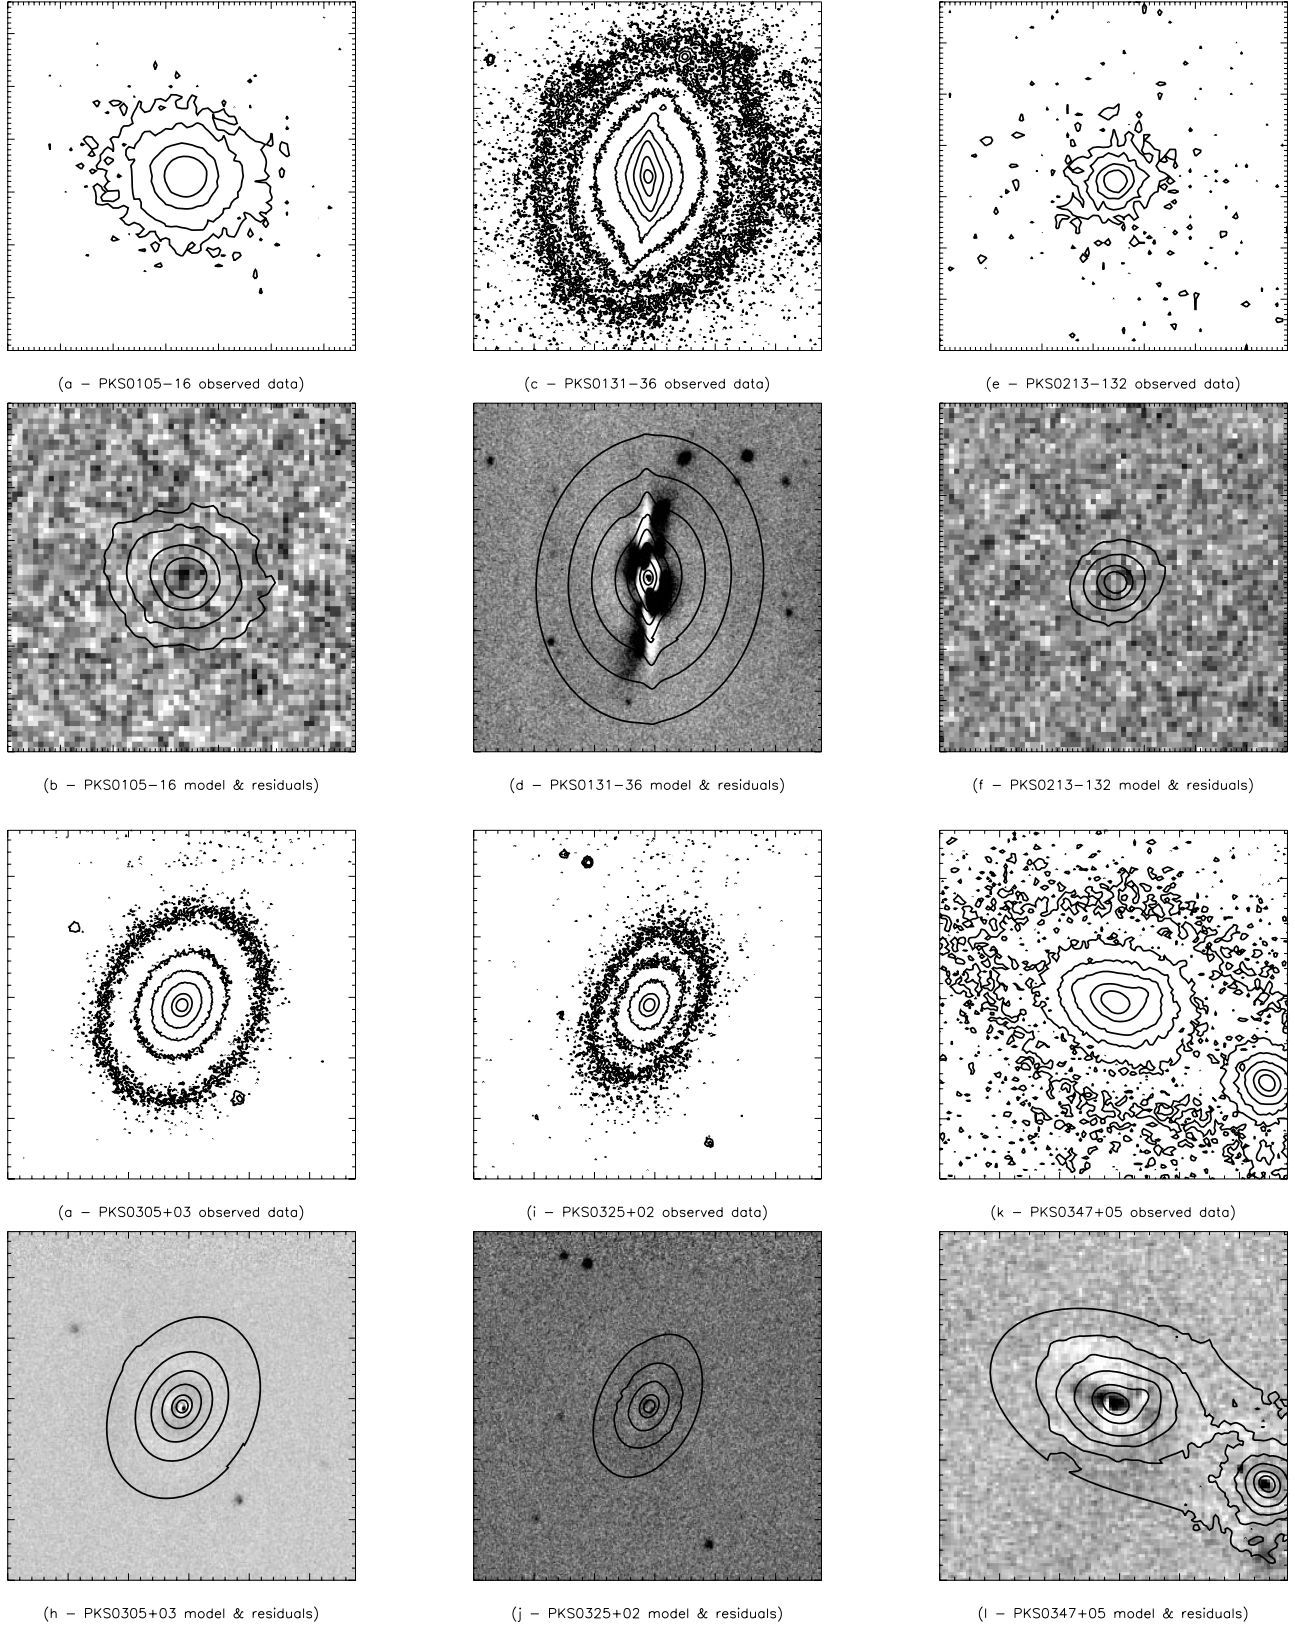 (a - PKS0105-16 observed data)
(c - PKS0131-36 observed data)
(e - PKS0213-132 observed data)
(b - PKS0105-16 model & residuals)
(d - PKS0131-36 model & residuals)
(f - PKS0213-132 model & residuals)
(a - PKS0305+03 observed data)
(i - PKS0325+02 observed data)
(k - PKS0347+05 observed data)
(h - PKS0305+03 model & residuals)
(j - PKS0325+02 model & residuals)
(l - PKS0347+05 model & residuals)